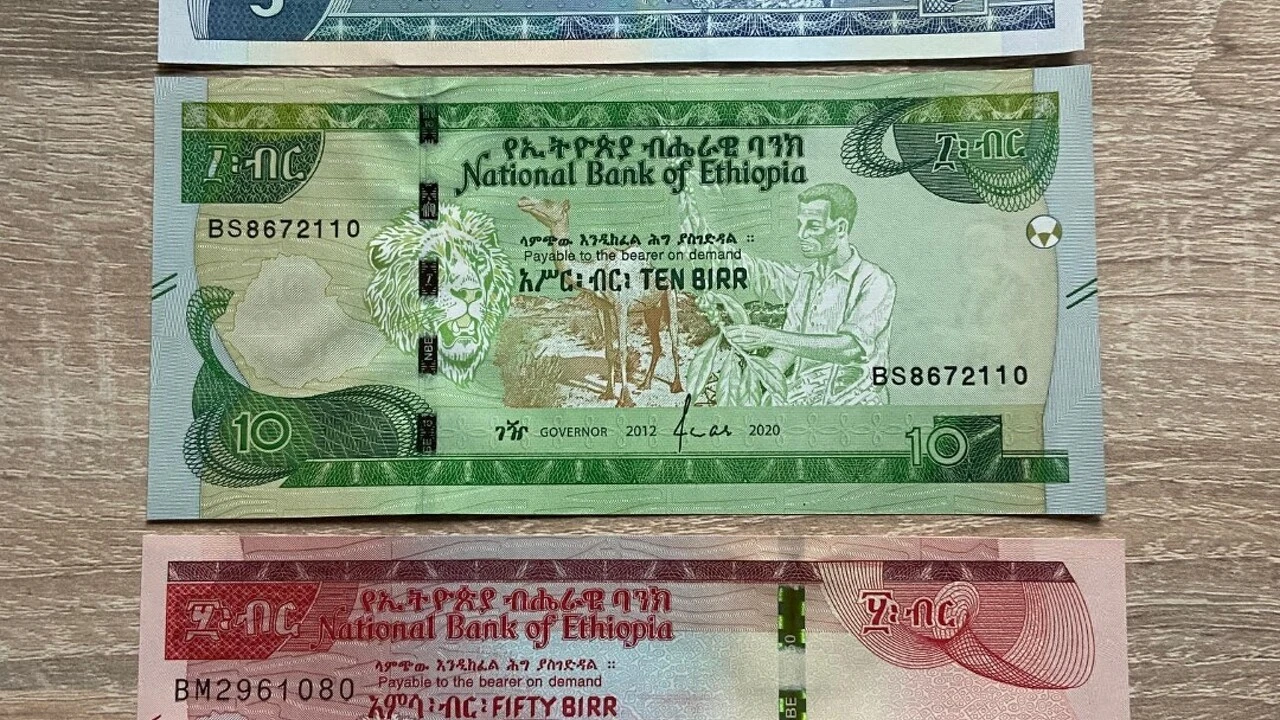 5
፲፡ብር
፲፡ብር
የኢትዮጵያ ብሔራዊ ባንክ
National Bank of Ethiopia
BS8672110
ላምጭው እንዲከፈል ሕግ ያስገድዳል ።
Payable to the bearer on demand
አሥር፡ብር፡ TEN BIRR
NBE
BS8672110
10
ገዥ GOVERNOR 2012 2020
10
፶፡ብር
፶፡ብር
የኢትዮጵያ ብሔራዊ ባንክ
National Bank of Ethiopia
ላምጭው እንዲከፈል ሕግ ያስገድዳል ።
Payable to the bearer on demand
BM2961080
አምሳ፡ብር፡ FIFTY BIRR